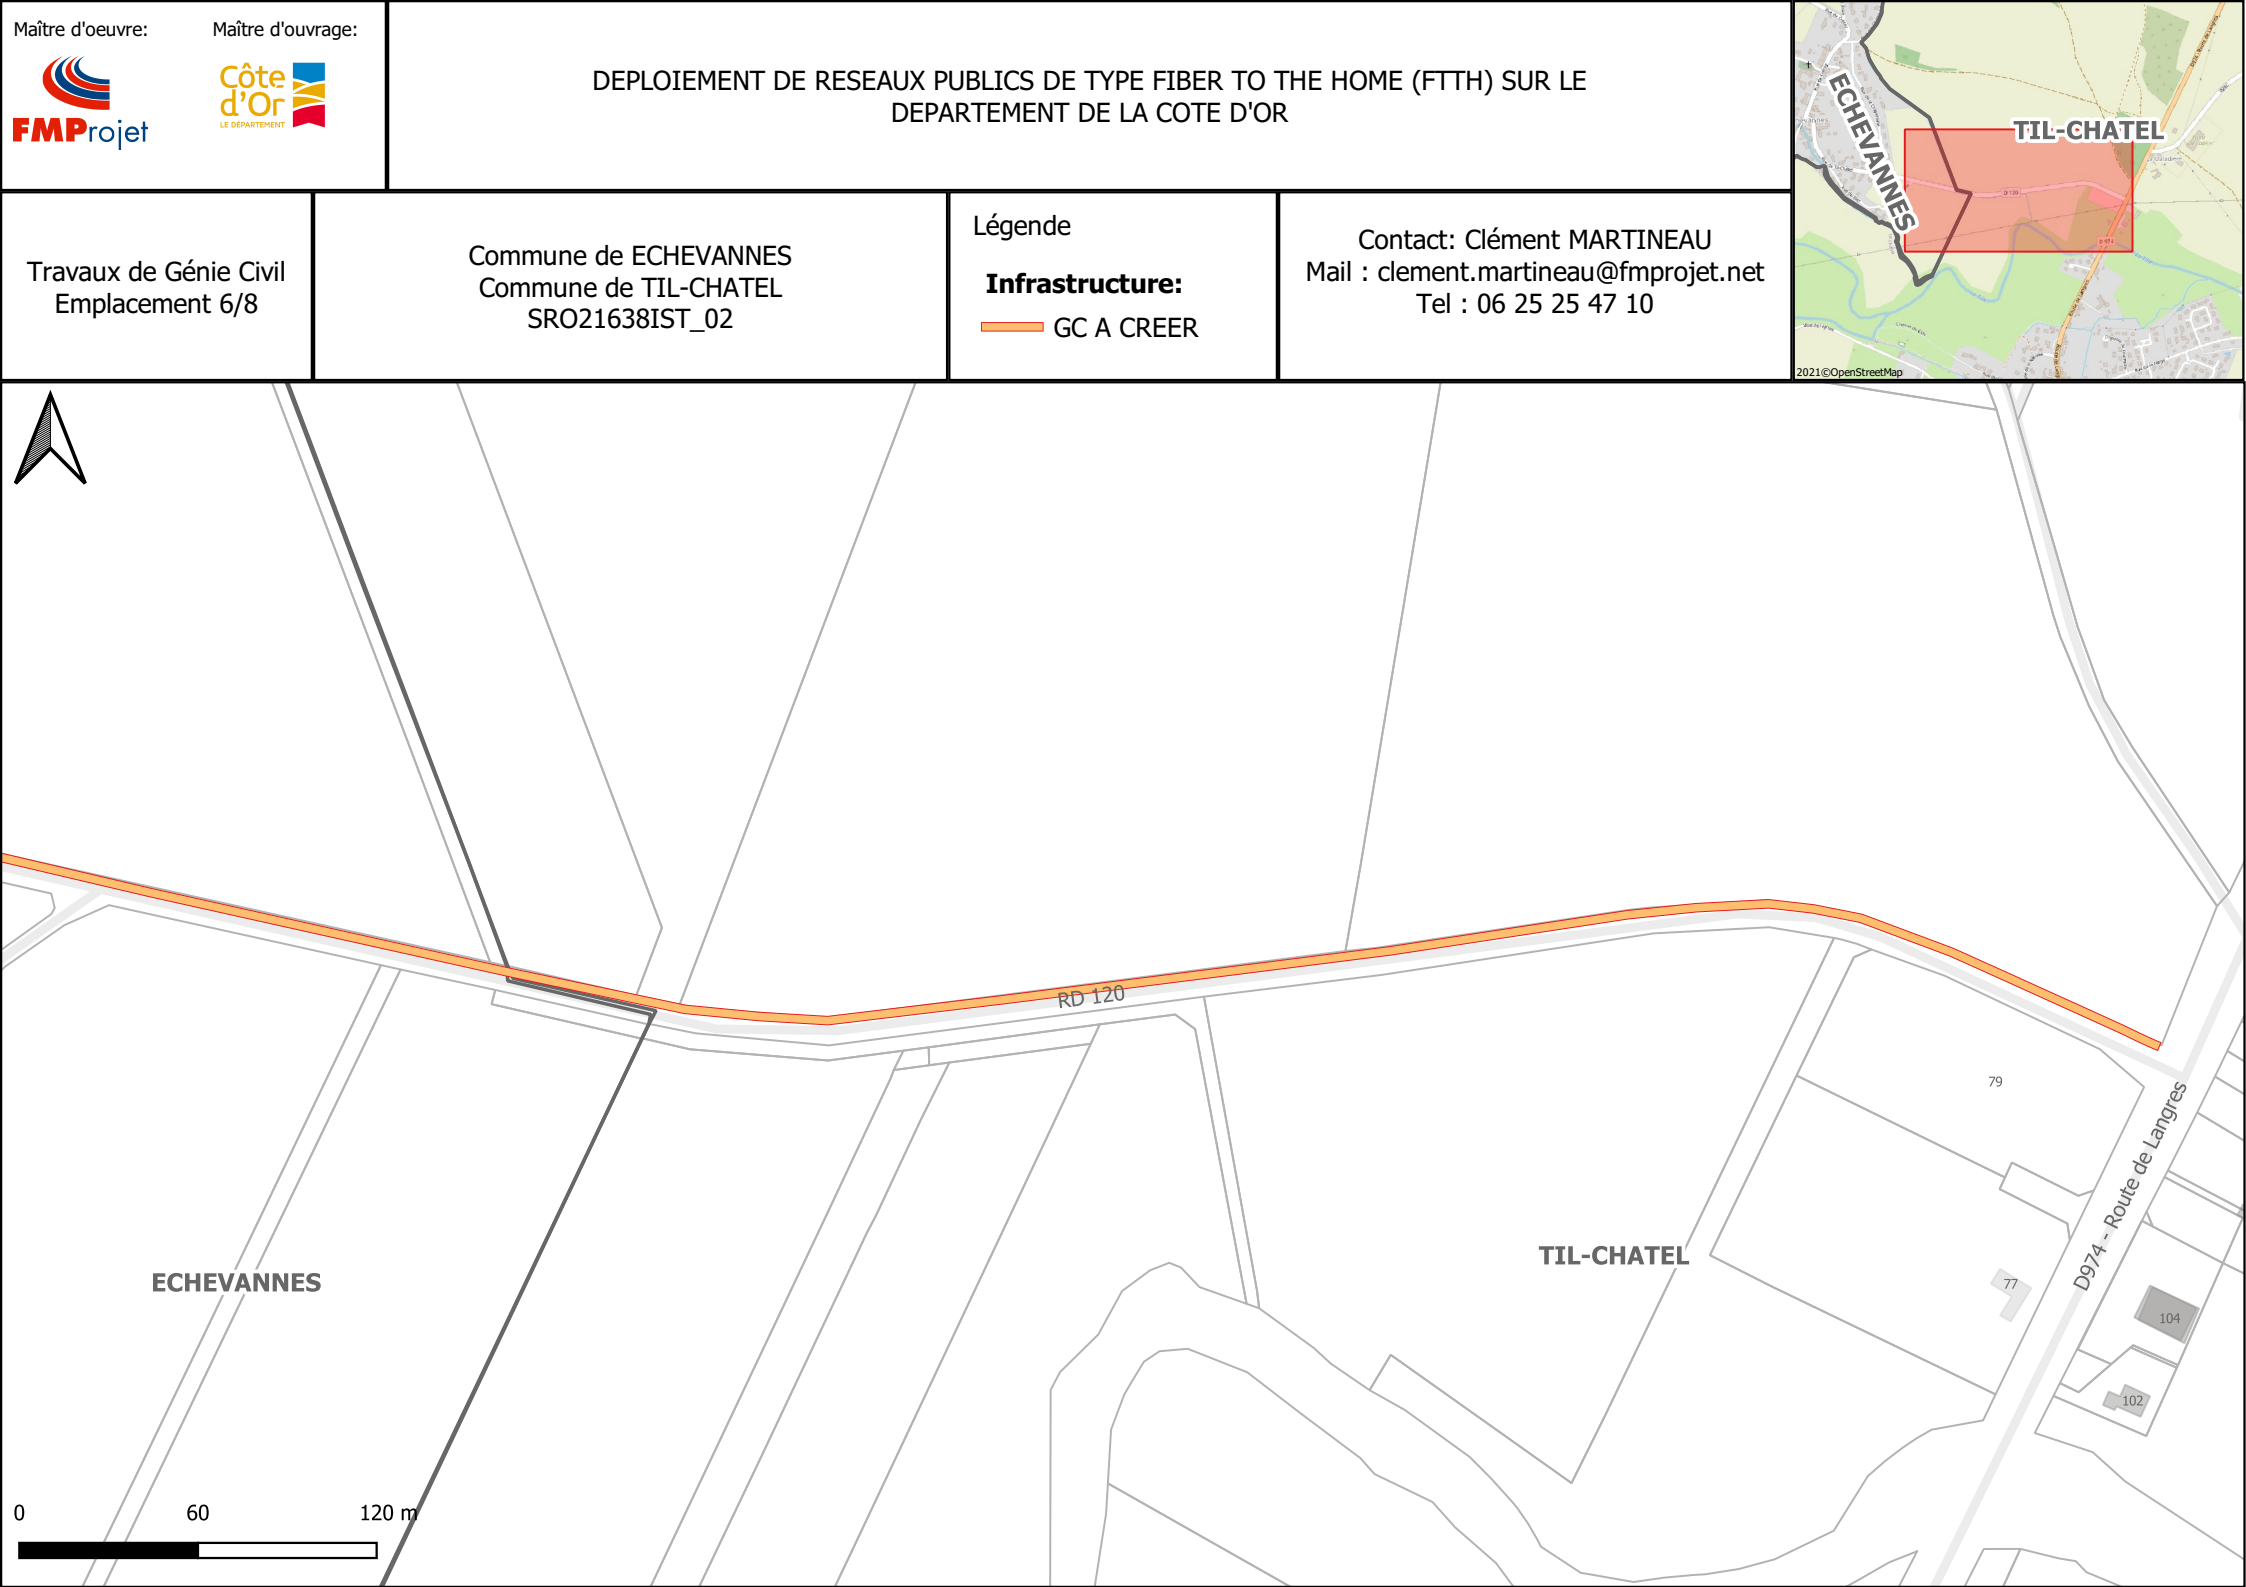 Maître d'oeuvre:
Maître d'ouvrage:
FMProjet
Côte
d'Or
LE DÉPARTEMENT
DEPLOIEMENT DE RESEAUX PUBLICS DE TYPE FIBER TO THE HOME (FTTH) SUR LE
DEPARTEMENT DE LA COTE D'OR
ECHEVANNES
TIL-CHATEL
D 120
D 974
2021©OpenStreetMap
Travaux de Génie Civil
Emplacement 6/8
Commune de ECHEVANNES
Commune de TIL-CHATEL
SRO21638IST_02
Légende
Infrastructure:
GC A CREER
Contact: Clément MARTINEAU
Mail : clement.martineau@fmprojet.net
Tel : 06 25 25 47 10
RD 120
79
D974 - Route de Langres
TIL-CHATEL
ECHEVANNES
77
104
102
0 60 120 m